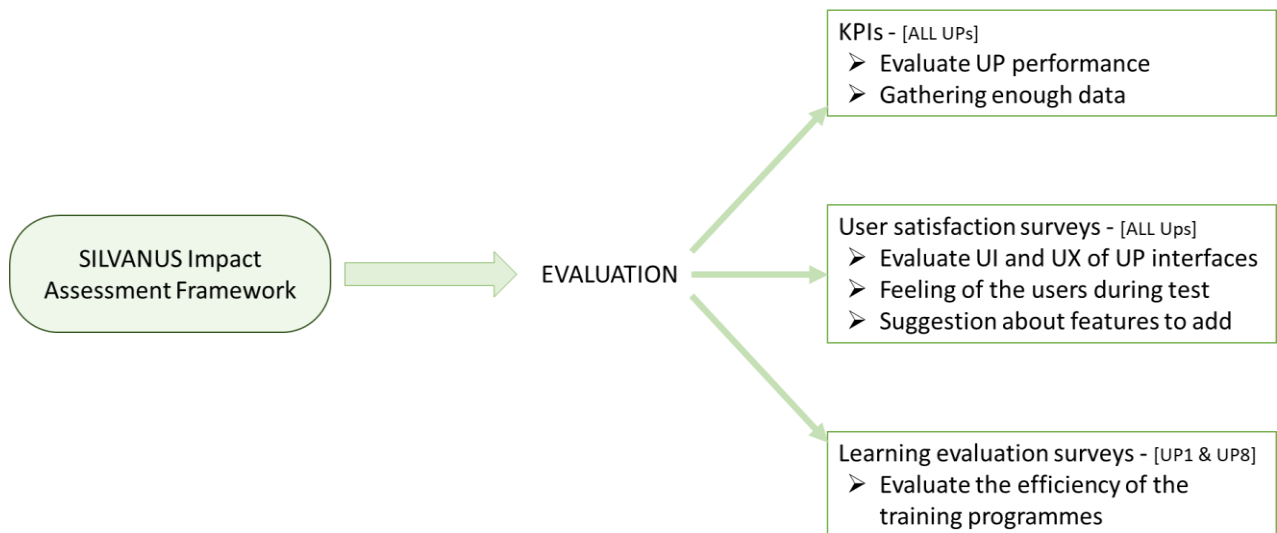 SILVANUS Impact
Assessment Framework
EVALUATION
KPIs - [ALL UPs]
➢ Evaluate UP performance
➢ Gathering enough data
User satisfaction surveys - [ALL Ups]
➢ Evaluate UI and UX of UP interfaces
➢ Feeling of the users during test
➢ Suggestion about features to add
Learning evaluation surveys - [UP1 & UP8]
➢ Evaluate the efficiency of the
training programmes